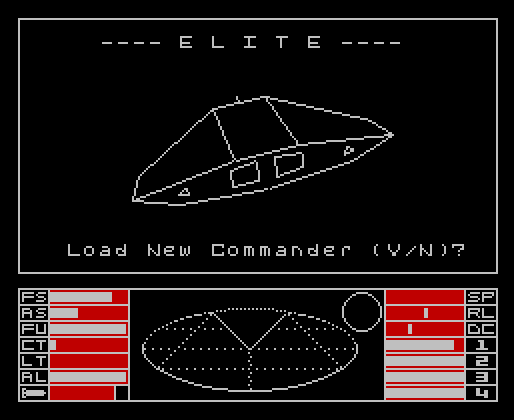 ---- E L I T E ----
Load New Commander (Y/N)?
FS
AS
FU
CT
LT
AL
SP
RL
DC
1
2
3
4